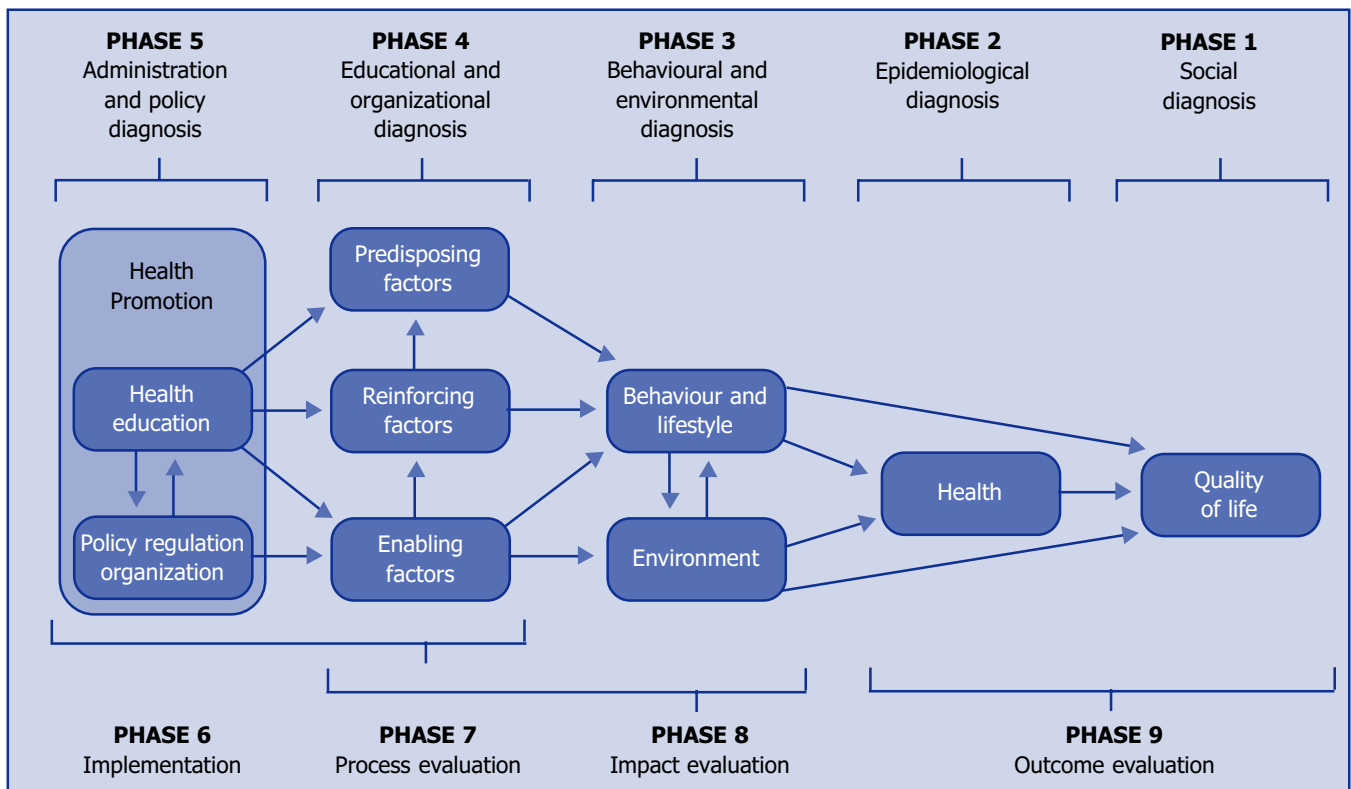 PHASE 5
Administration
and policy
diagnosis
PHASE 4
Educational and
organizational
diagnosis
PHASE 3
Behavioural and
environmental
diagnosis
PHASE 2
Epidemiological
diagnosis
PHASE 1
Social
diagnosis
Health
Promotion
Health
education
Policy regulation
organization
Predisposing
factors
Reinforcing
factors
Enabling
factors
Behaviour and
lifestyle
Environment
Health
Quality
of life
PHASE 6
Implementation
PHASE 7
Process evaluation
PHASE 8
Impact evaluation
PHASE 9
Outcome evaluation